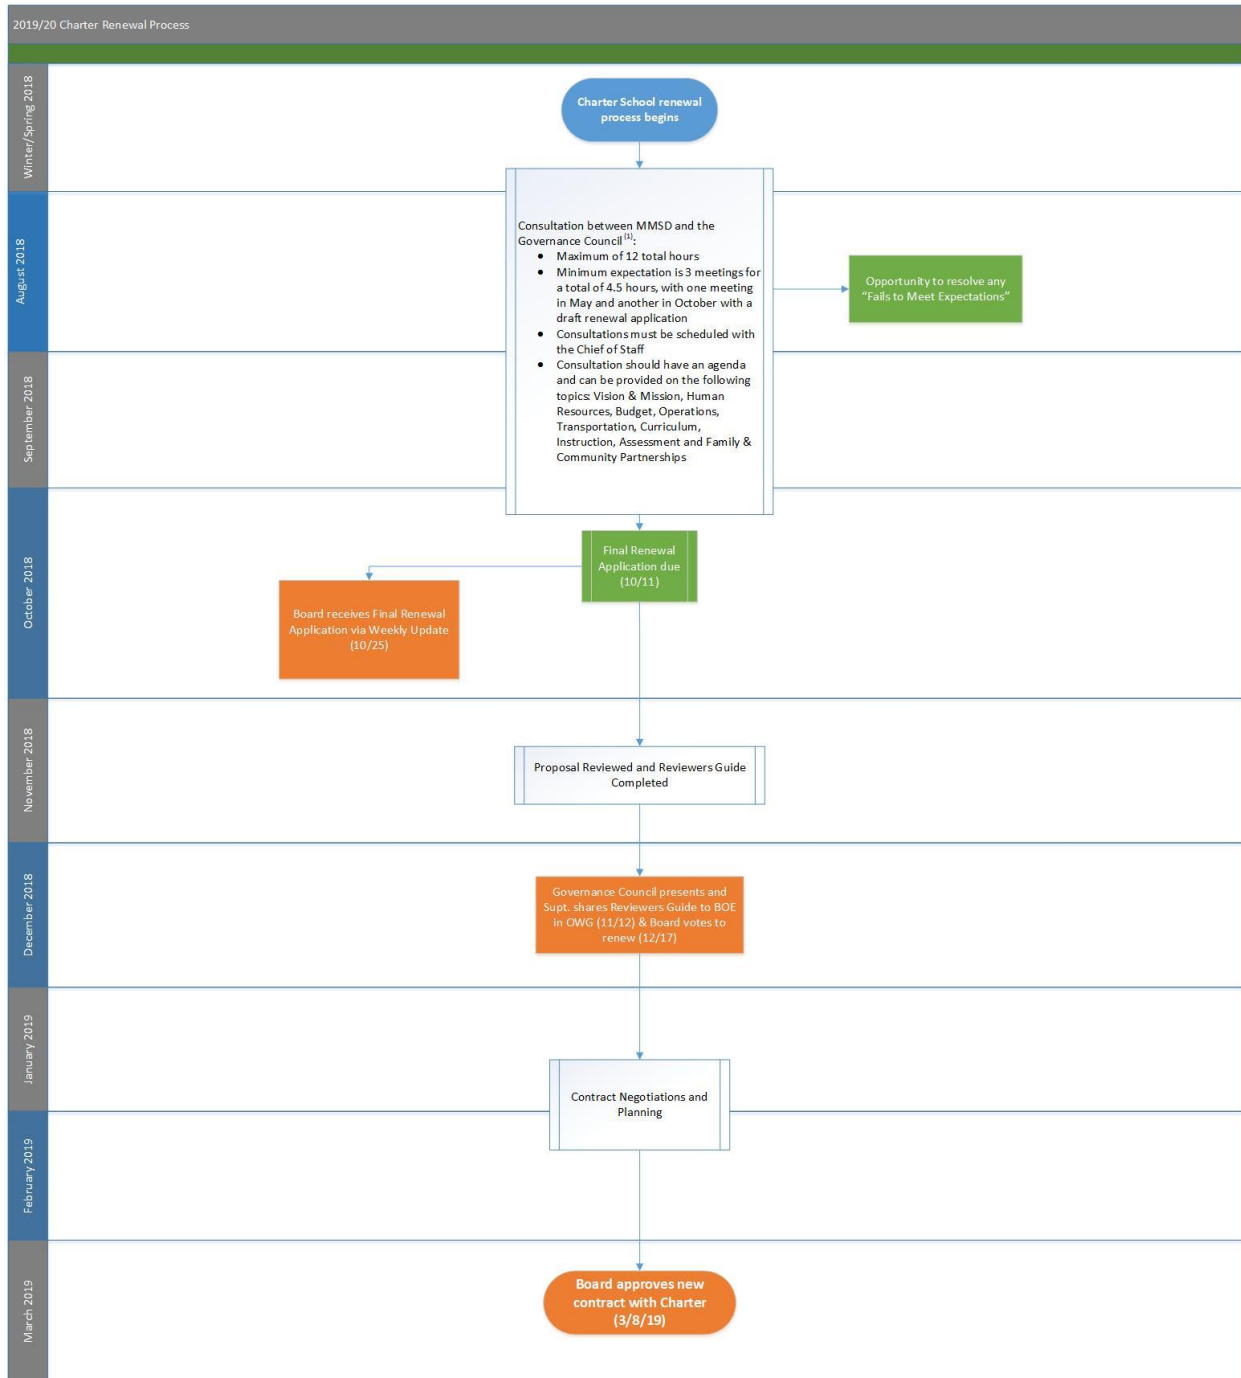 2019/20 Charter Renewal Process
Winter/Spring 2018
Charter School renewal
process begins
August 2018
Consultation between MMSD and the
Governance Council(1):
• Maximum of 12 total hours
• Minimum expectation is 3 meetings for
a total of 4.5 hours, with one meeting
in May and another in October with a
draft renewal application
• Consultations must be scheduled with
the Chief of Staff
• Consultation should have an agenda
and can be provided on the following
topics: Vision & Mission, Human
Resources, Budget, Operations,
Transportation, Curriculum,
Instruction, Assessment and Family &
Community Partnerships
Opportunity to resolve any
“Fails to Meet Expectations”
September 2018
October 2018
Final Renewal
Application due
(10/11)
Board receives Final Renewal
Application via Weekly Update
(10/25)
November 2018
Proposal Reviewed and Reviewers Guide
Completed
December 2018
Governance Council presents and
Supt. shares Reviewers Guide to BOE
in OWG (11/12) & Board votes to
renew (12/17)
January 2019
Contract Negotiations and
Planning
February 2019
March 2019
Board approves new
contract with Charter
(3/8/19)